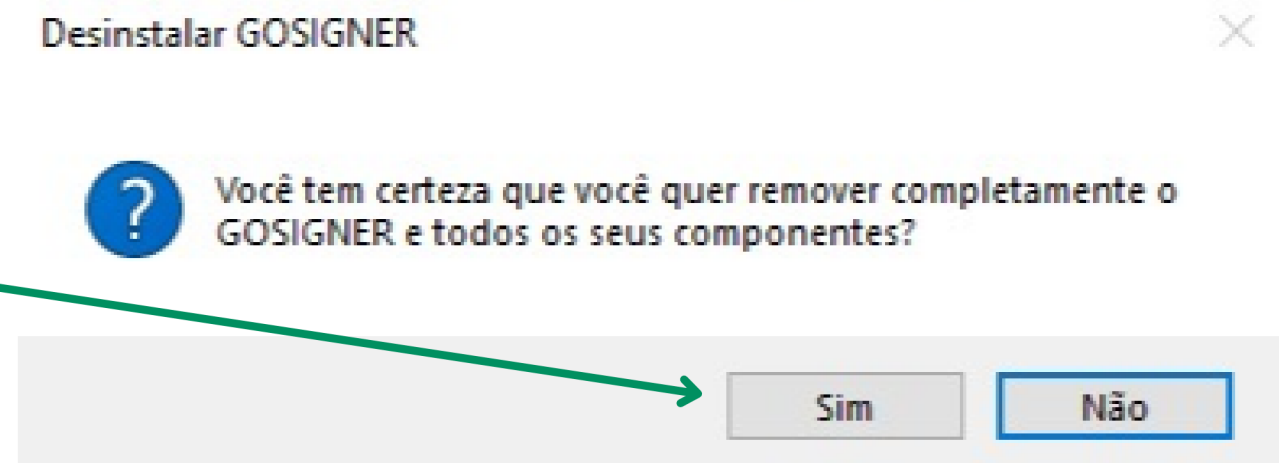 Desinstalar GOSIGNER
Você tem certeza que você quer remover completamente o
GOSIGNER e todos os seus componentes?
Sim
Não